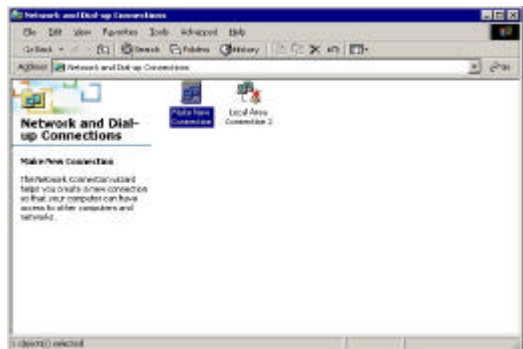 Network and Dial-up Connections
File Edit View Favorites Tools Advanced Help
Back Search Folders History
Address Network and Dial-up Connections Go
Network and Dial-
up Connections
Make New Connection
The Network Connection wizard
helps you create a new connection
so that your computer can have
access to other computers and
networks.
Make New
Connection
Local Area
Connection 2
1 object(s) selected